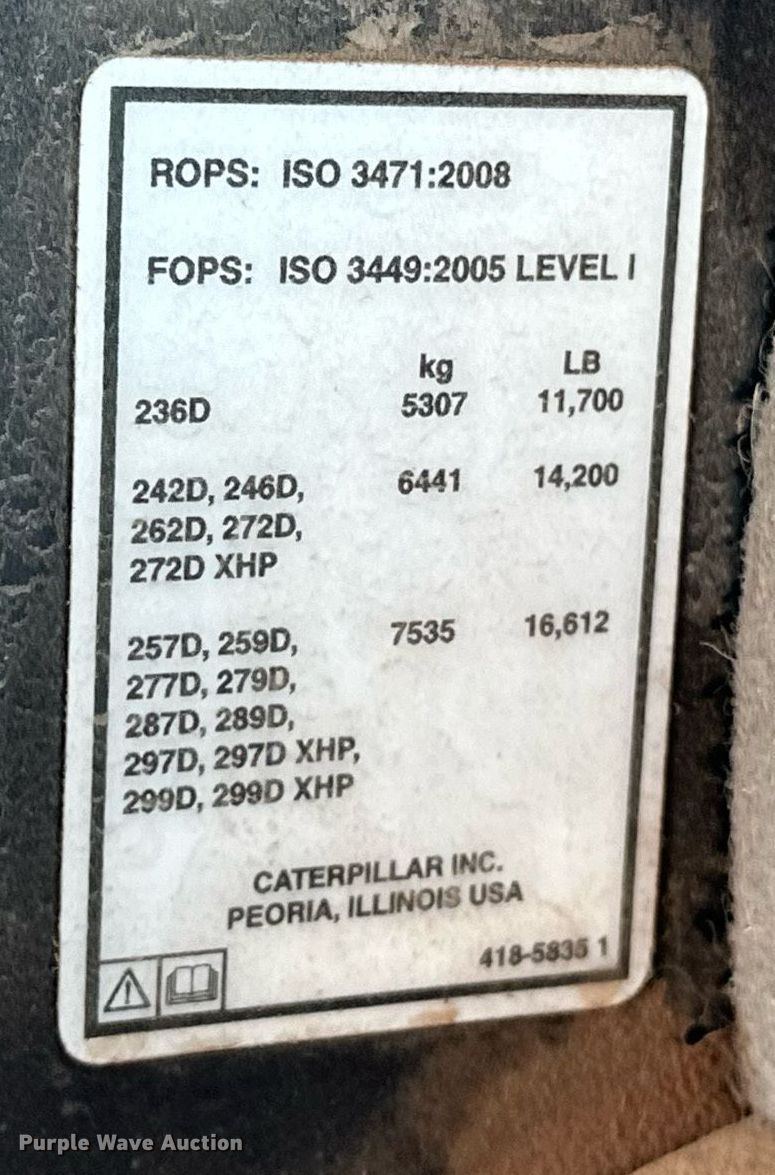 ROPS: ISO 3471:2008
FOPS: ISO 3449:2005 LEVEL I
kg LB
236D 5307 11,700
242D, 246D, 6441 14,200
262D, 272D,
272D XHP
257D, 259D, 7535 16,612
277D, 279D,
287D, 289D,
297D, 297D XHP,
299D, 299D XHP
CATERPILLAR INC.
PEORIA, ILLINOIS USA
418-5835 1
Purple Wave Auction